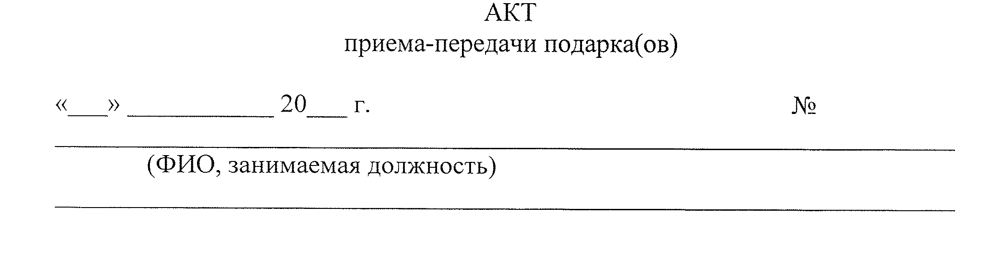 АКТ
приема-передачи подарка(ов)
«___» ___________ 20___ г. №
(ФИО, занимаемая должность)